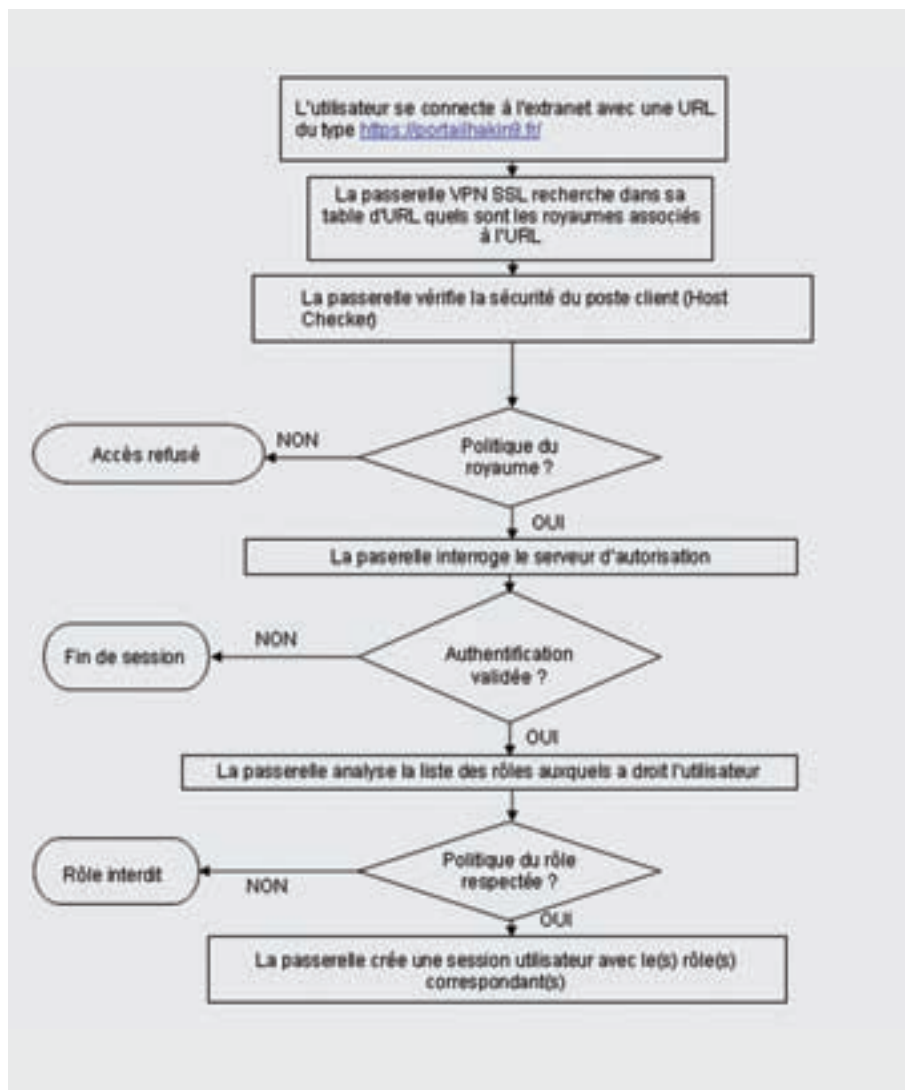 L'utilisateur se connecte à l'extranet avec une URL
du type https://portailhakin9.fr/
La passerelle VPN SSL recherche dans sa
table d'URL quels sont les royaumes associés
à l'URL
La passerelle vérifie la sécurité du poste client (Host
Checker)
Politique du
royaume ?
NON
Accès refusé
OUI
La paserelle interroge le serveur d'autorisation
Authentification
validée ?
NON
Fin de session
OUI
La passerelle analyse la liste des rôles auxquels a droit l'utilisateur
Politique du rôle
respectée ?
NON
Rôle interdit
OUI
La passerelle crée une session utilisateur avec le(s) rôle(s)
correspondant(s)